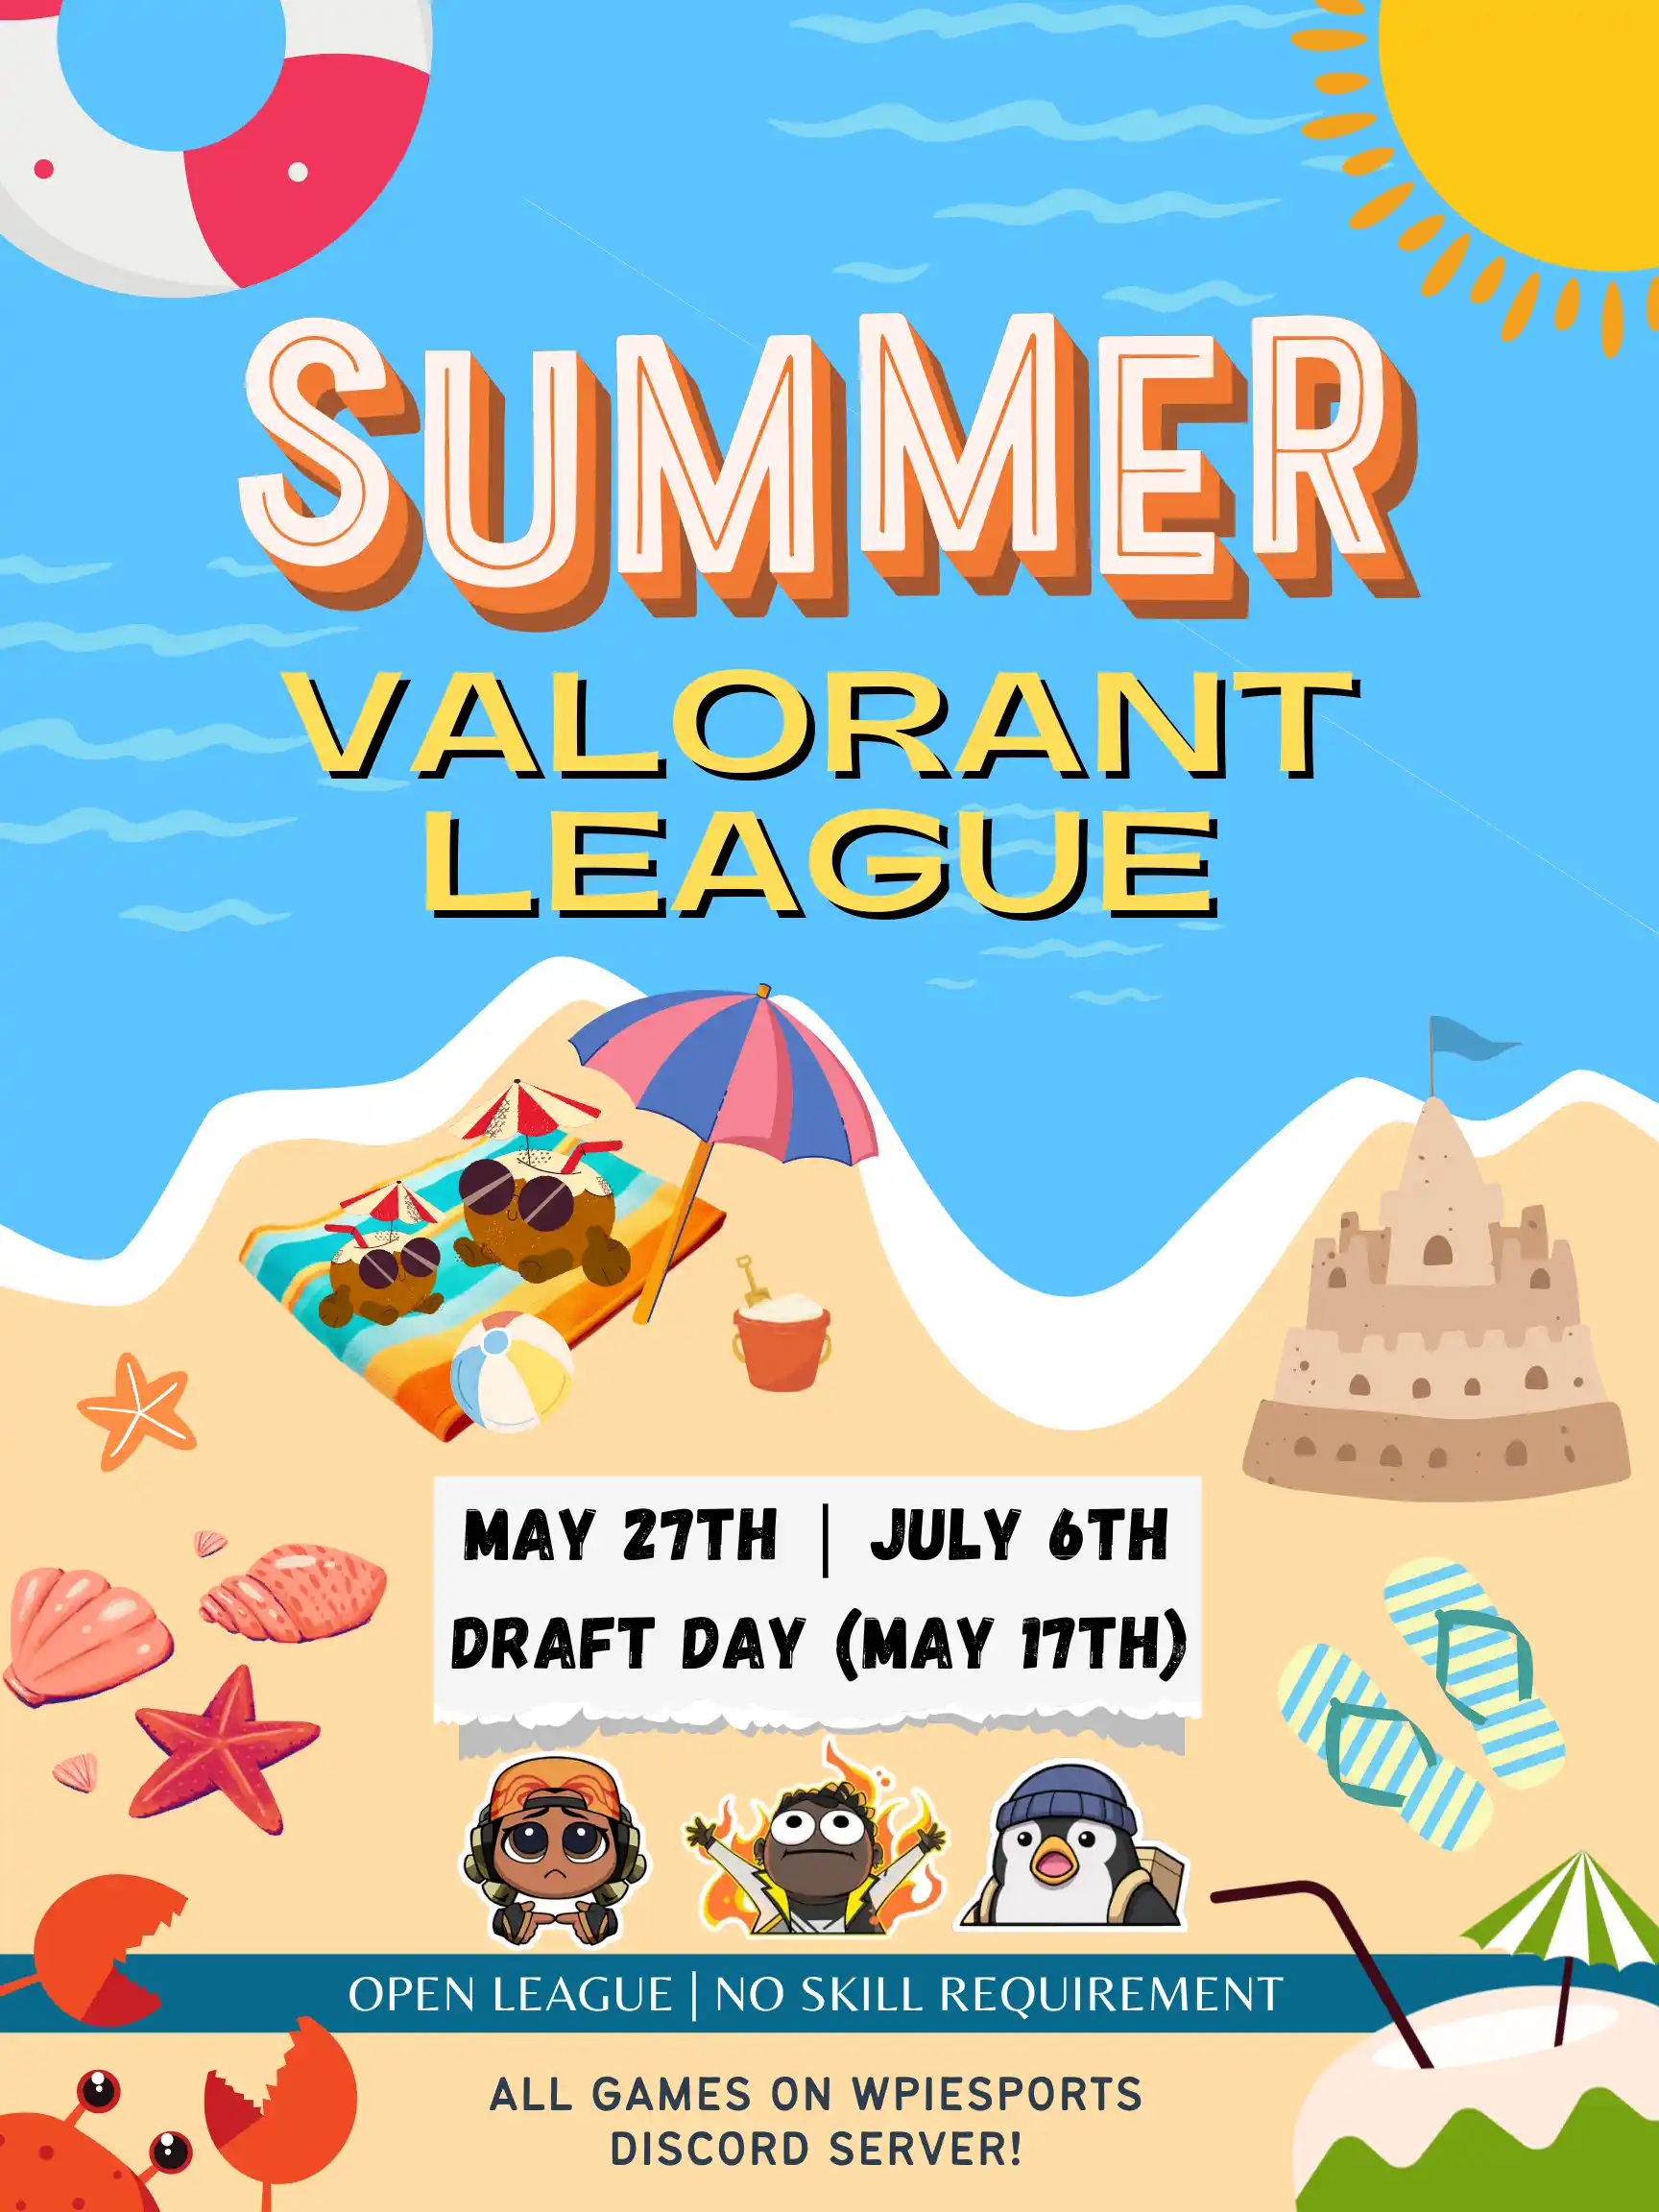 SUMMER
VALORANT
LEAGUE
MAY 27TH | JULY 6TH
DRAFT DAY (MAY 17TH)
OPEN LEAGUE | NO SKILL REQUIREMENT
ALL GAMES ON WPIESPORTS
DISCORD SERVER!